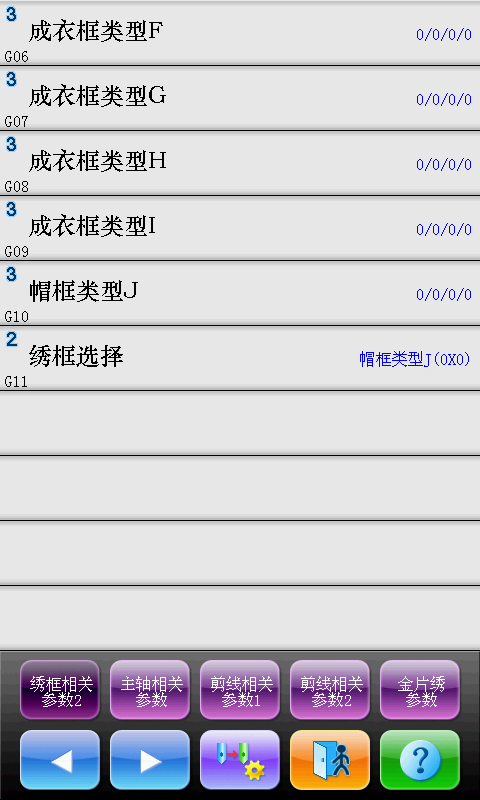 3
成衣框类型F
0/0/0/0
G06
3
成衣框类型G
0/0/0/0
G07
3
成衣框类型H
0/0/0/0
G08
3
成衣框类型I
0/0/0/0
G09
3
帽框类型J
0/0/0/0
G10
2
绣框选择
帽框类型J(0X0)
G11
绣框相关
参数2
主轴相关
参数
剪线相关
参数1
剪线相关
参数2
金片绣
参数
?